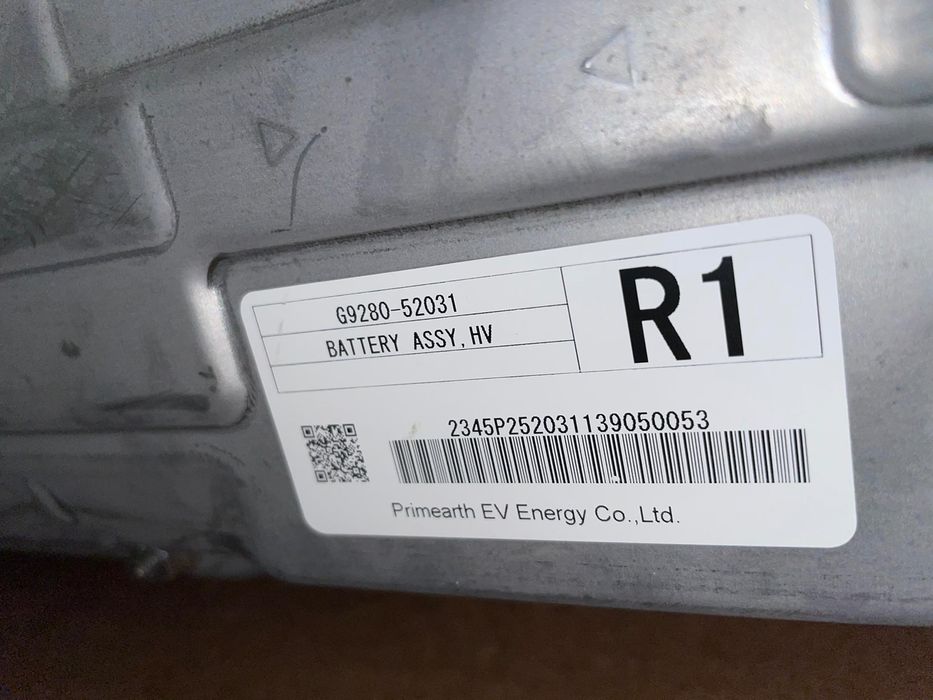 G9280-52031
BATTERY ASSY,HV
R1
2345P252031139050053
Primearth EV Energy Co.,Ltd.